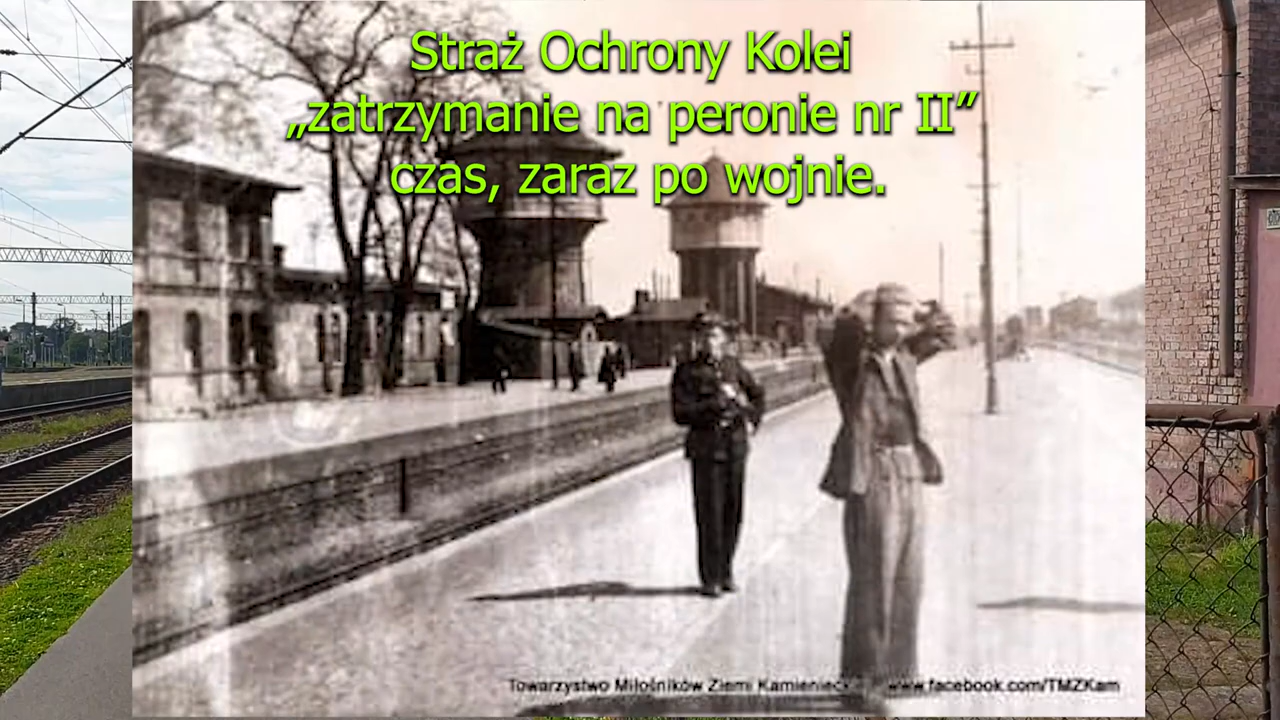 Straż Ochrony Kolei
„zatrzymanie na peronie nr II”
czas, zaraz po wojnie.
Towarzystwo Miłośników Ziemi www.facebook.com/TMZKam